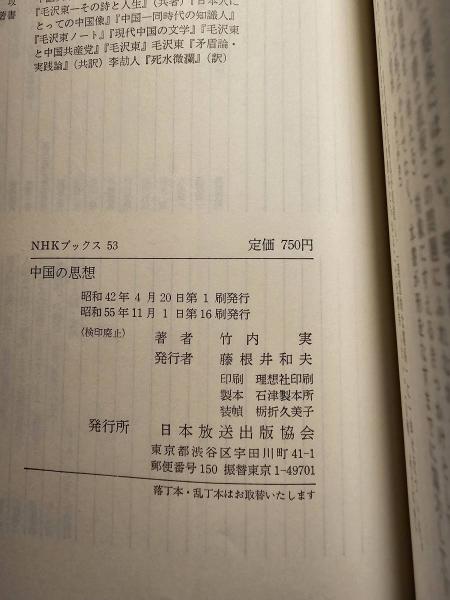 『毛沢東―その詩と人生』(共著)『日本人に
とっての中国像』『中国―同時代の知識人』
『毛沢東ノート』『現代中国の文学』『毛沢東
と中国共産党』『毛沢東』毛沢東『矛盾論・
実践論』(共訳)李劼人『死水微瀾』(訳)
著書
NHKブックス 53
定価 750円
中国の思想
昭和42年 4月20日第 1 刷発行
昭和55年11月 1日第16刷発行
〈検印廃止〉
著者 竹内 実
発行者 藤根井和夫
印刷 理想社印刷
製本 石津製本所
装幀 栃折久美子
発行所 日本放送出版協会
東京都渋谷区宇田川町41-1
郵便番号150 振替東京1-49701
落丁本・乱丁本はお取替いたします